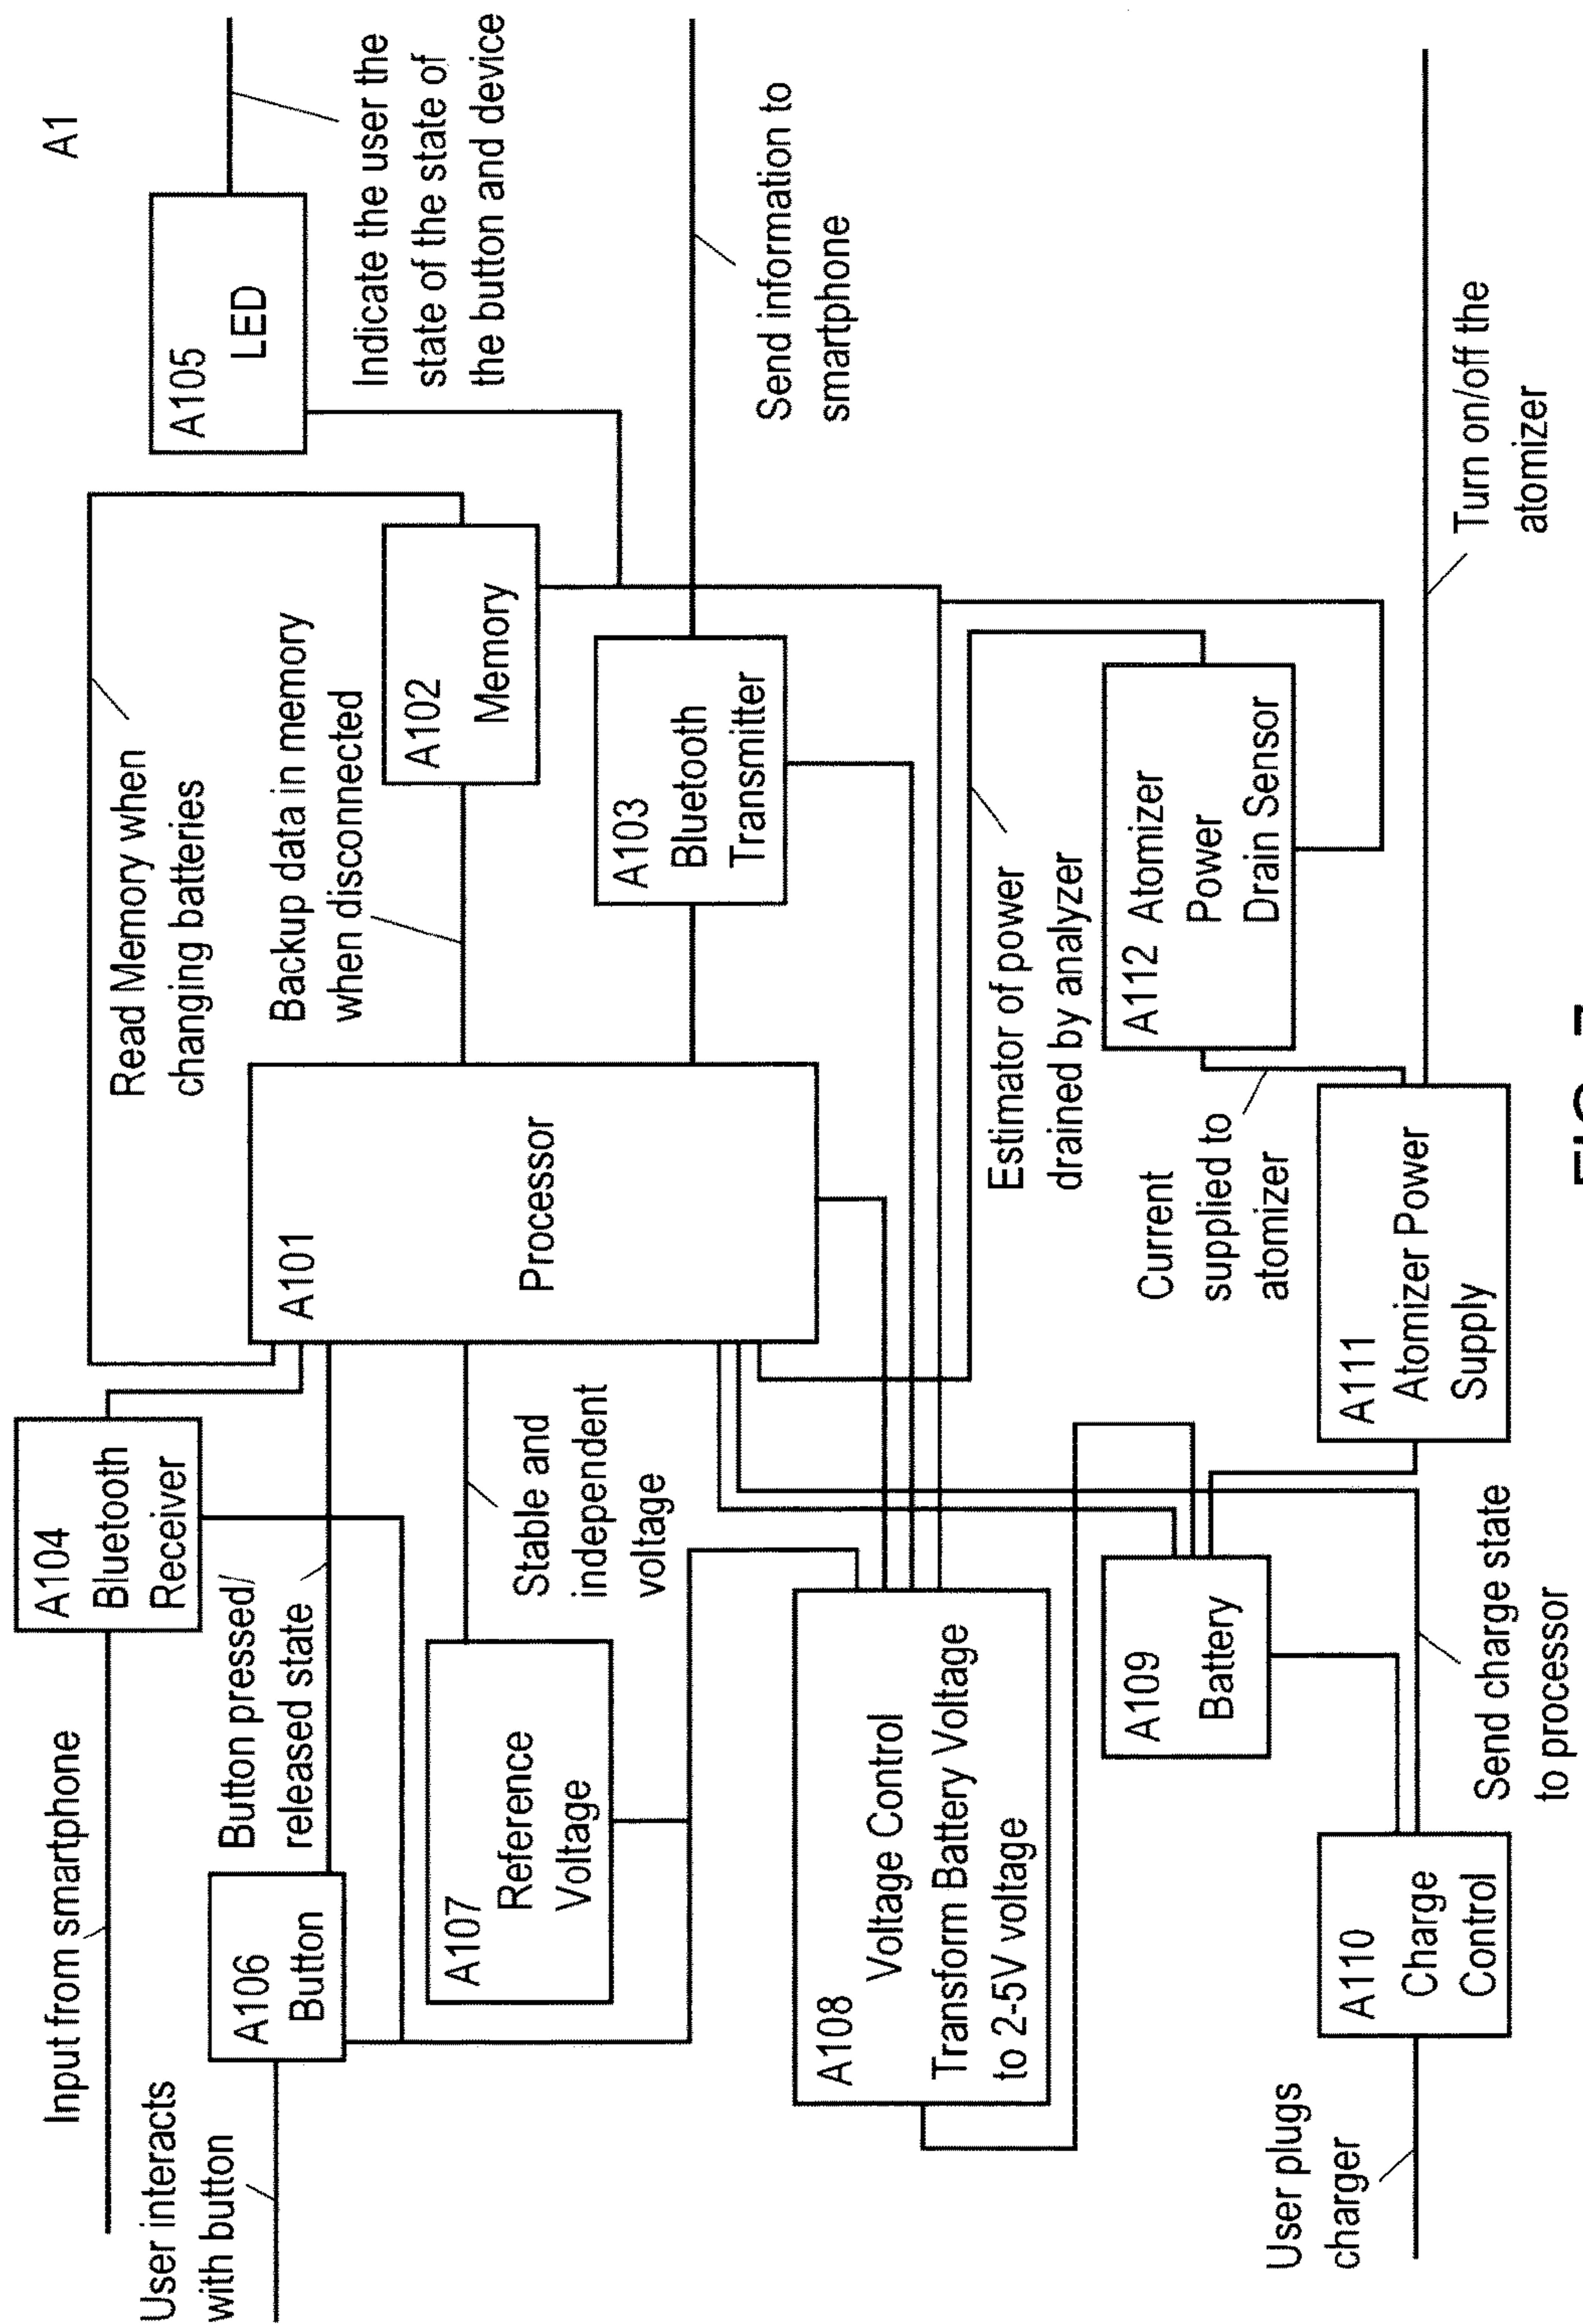 A1
Input from smartphone
A104
Bluetooth
Receiver
User interacts
with button
A106
Button
Button pressed/
released state
Read Memory when
changing batteries
A105
LED
Indicate the user the
state of the state of
the button and device
Backup data in memory
when disconnected
A102
Memory
A101
Processor
A107
Reference
Voltage
Stable and
independent
voltage
A103
Bluetooth
Transmitter
Send information to
smartphone
A108
Voltage Control
Transform Battery Voltage
to 2-5V voltage
Estimator of power
drained by analyzer
A109
Battery
Current
supplied to
atomizer
A112 Atomizer
Power
Drain Sensor
User plugs
charger
A110
Charge
Control
A111
Atomizer Power
Supply
Send charge state
to processor
Turn on/off the
atomizer